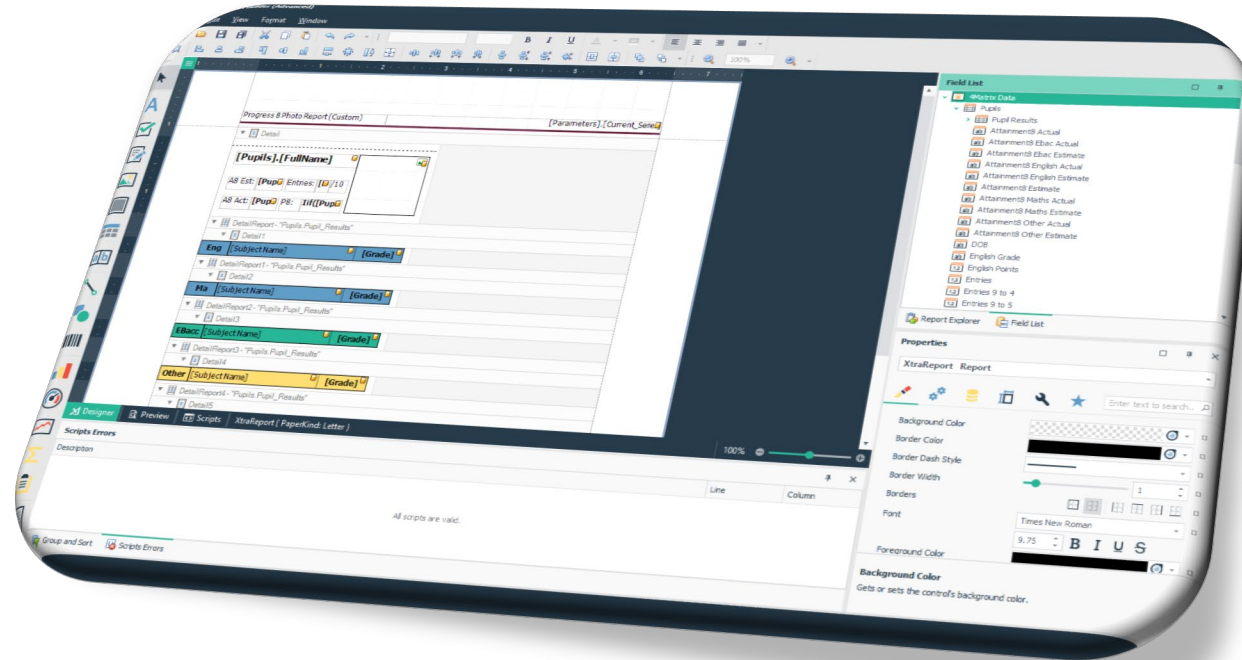 (Advanced)
View Format Window
B I U
100%
Progress 8 Photo Report (Custom)
[Parameters].[Current_Serie
Detail
[Pupils].[FullName]
A8 Est: [Pup Entries: /10
A8 Act: [Pup P8: Iif([Pup
DetailReport - "Pupils.Pupil_Results"
Detail1
Eng [SubjectName] [Grade]
DetailReport1 - "Pupils.Pupil_Results"
Detail2
Ma [SubjectName] [Grade]
DetailReport2 - "Pupils.Pupil_Results"
Detail3
EBacc [SubjectName] [Grade]
DetailReport3 - "Pupils.Pupil_Results"
Detail4
Other [SubjectName] [Grade]
DetailReport4 - "Pupils.Pupil_Results"
Detail5
Designer Preview Scripts XtraReport { PaperKind: Letter }
100%
Scripts Errors
Description Line Column
All scripts are valid.
Group and Sort Scripts Errors
Field List
4Matrix Data
Pupils
Pupil Results
Attainment8 Actual
Attainment8 Ebac Actual
Attainment8 Ebac Estimate
Attainment8 English Actual
Attainment8 English Estimate
Attainment8 Estimate
Attainment8 Maths Actual
Attainment8 Maths Estimate
Attainment8 Other Actual
Attainment8 Other Estimate
DOB
English Grade
English Points
Entries
Entries 9 to 4
Entries 9 to 5
Report Explorer Field List
Properties
XtraReport Report
Enter text to search...
Background Color
Border Color
Border Dash Style
Border Width 1
Borders
Font Times New Roman
9.75 B I U S
Foreground Color
Background Color
Gets or sets the control's background color.